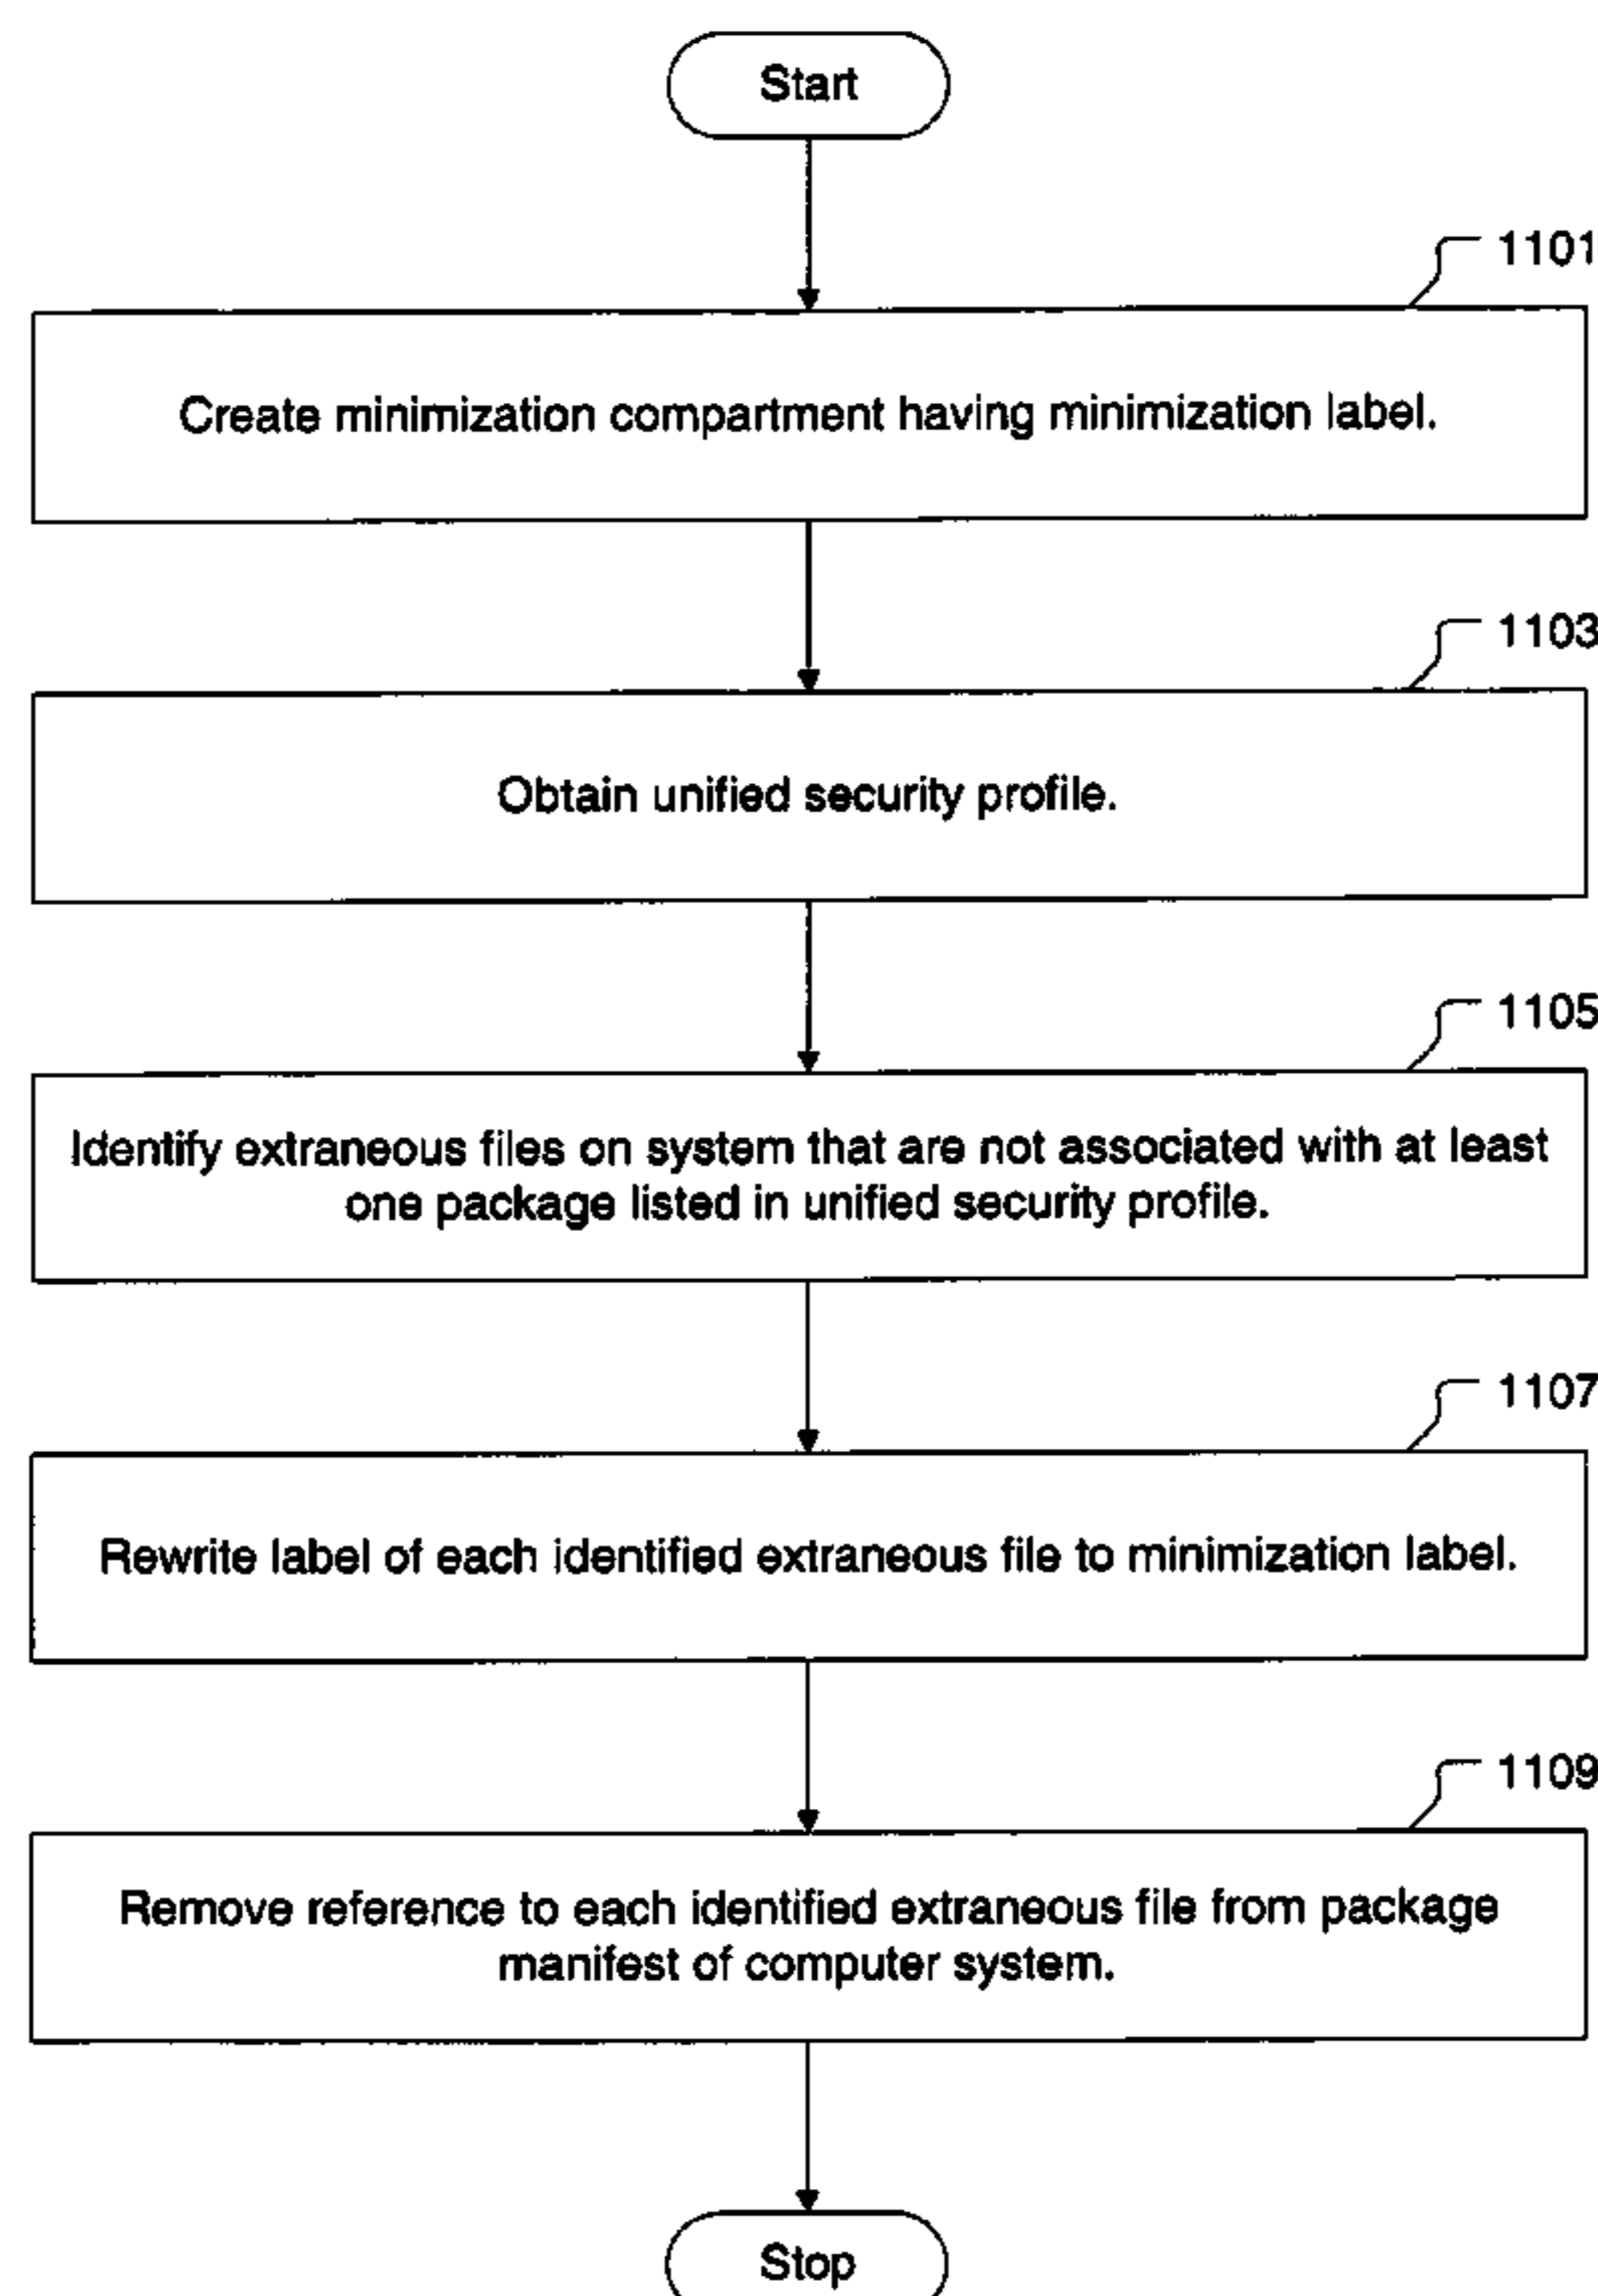 Start
1101
Create minimization compartment having minimization label.
1103
Obtain unified security profile.
1105
Identify extraneous files on system that are not associated with at least
one package listed in unified security profile.
1107
Rewrite label of each identified extraneous file to minimization label.
1109
Remove reference to each identified extraneous file from package
manifest of computer system.
Stop